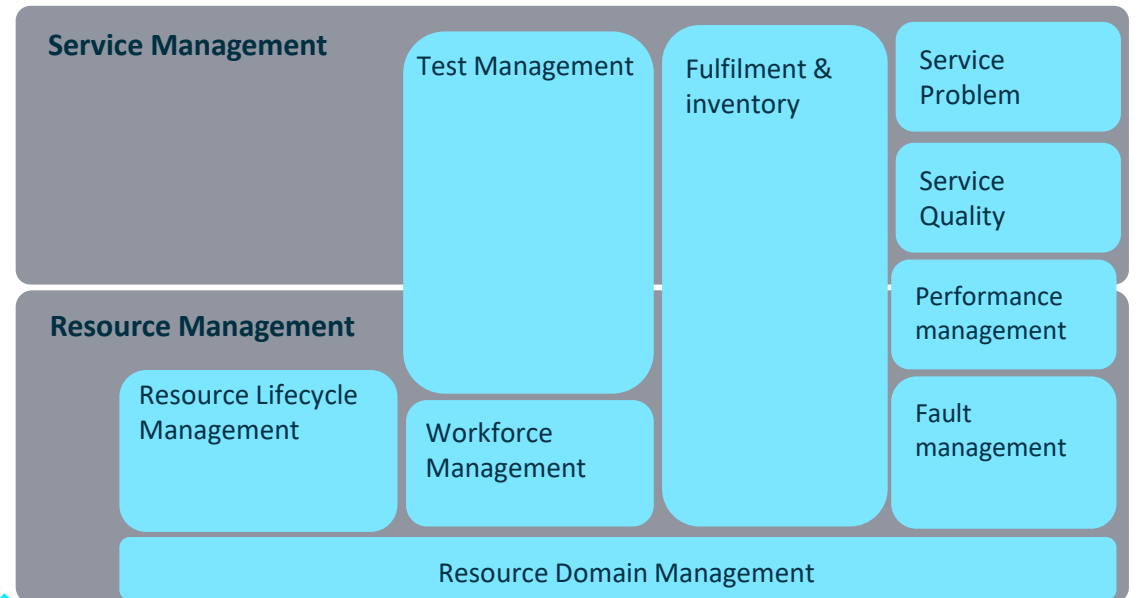 Service Management
Test Management
Fulfilment &
inventory
Service
Problem
Service
Quality
Performance
management
Resource Management
Resource Lifecycle
Management
Workforce
Management
Fault
management
Resource Domain Management